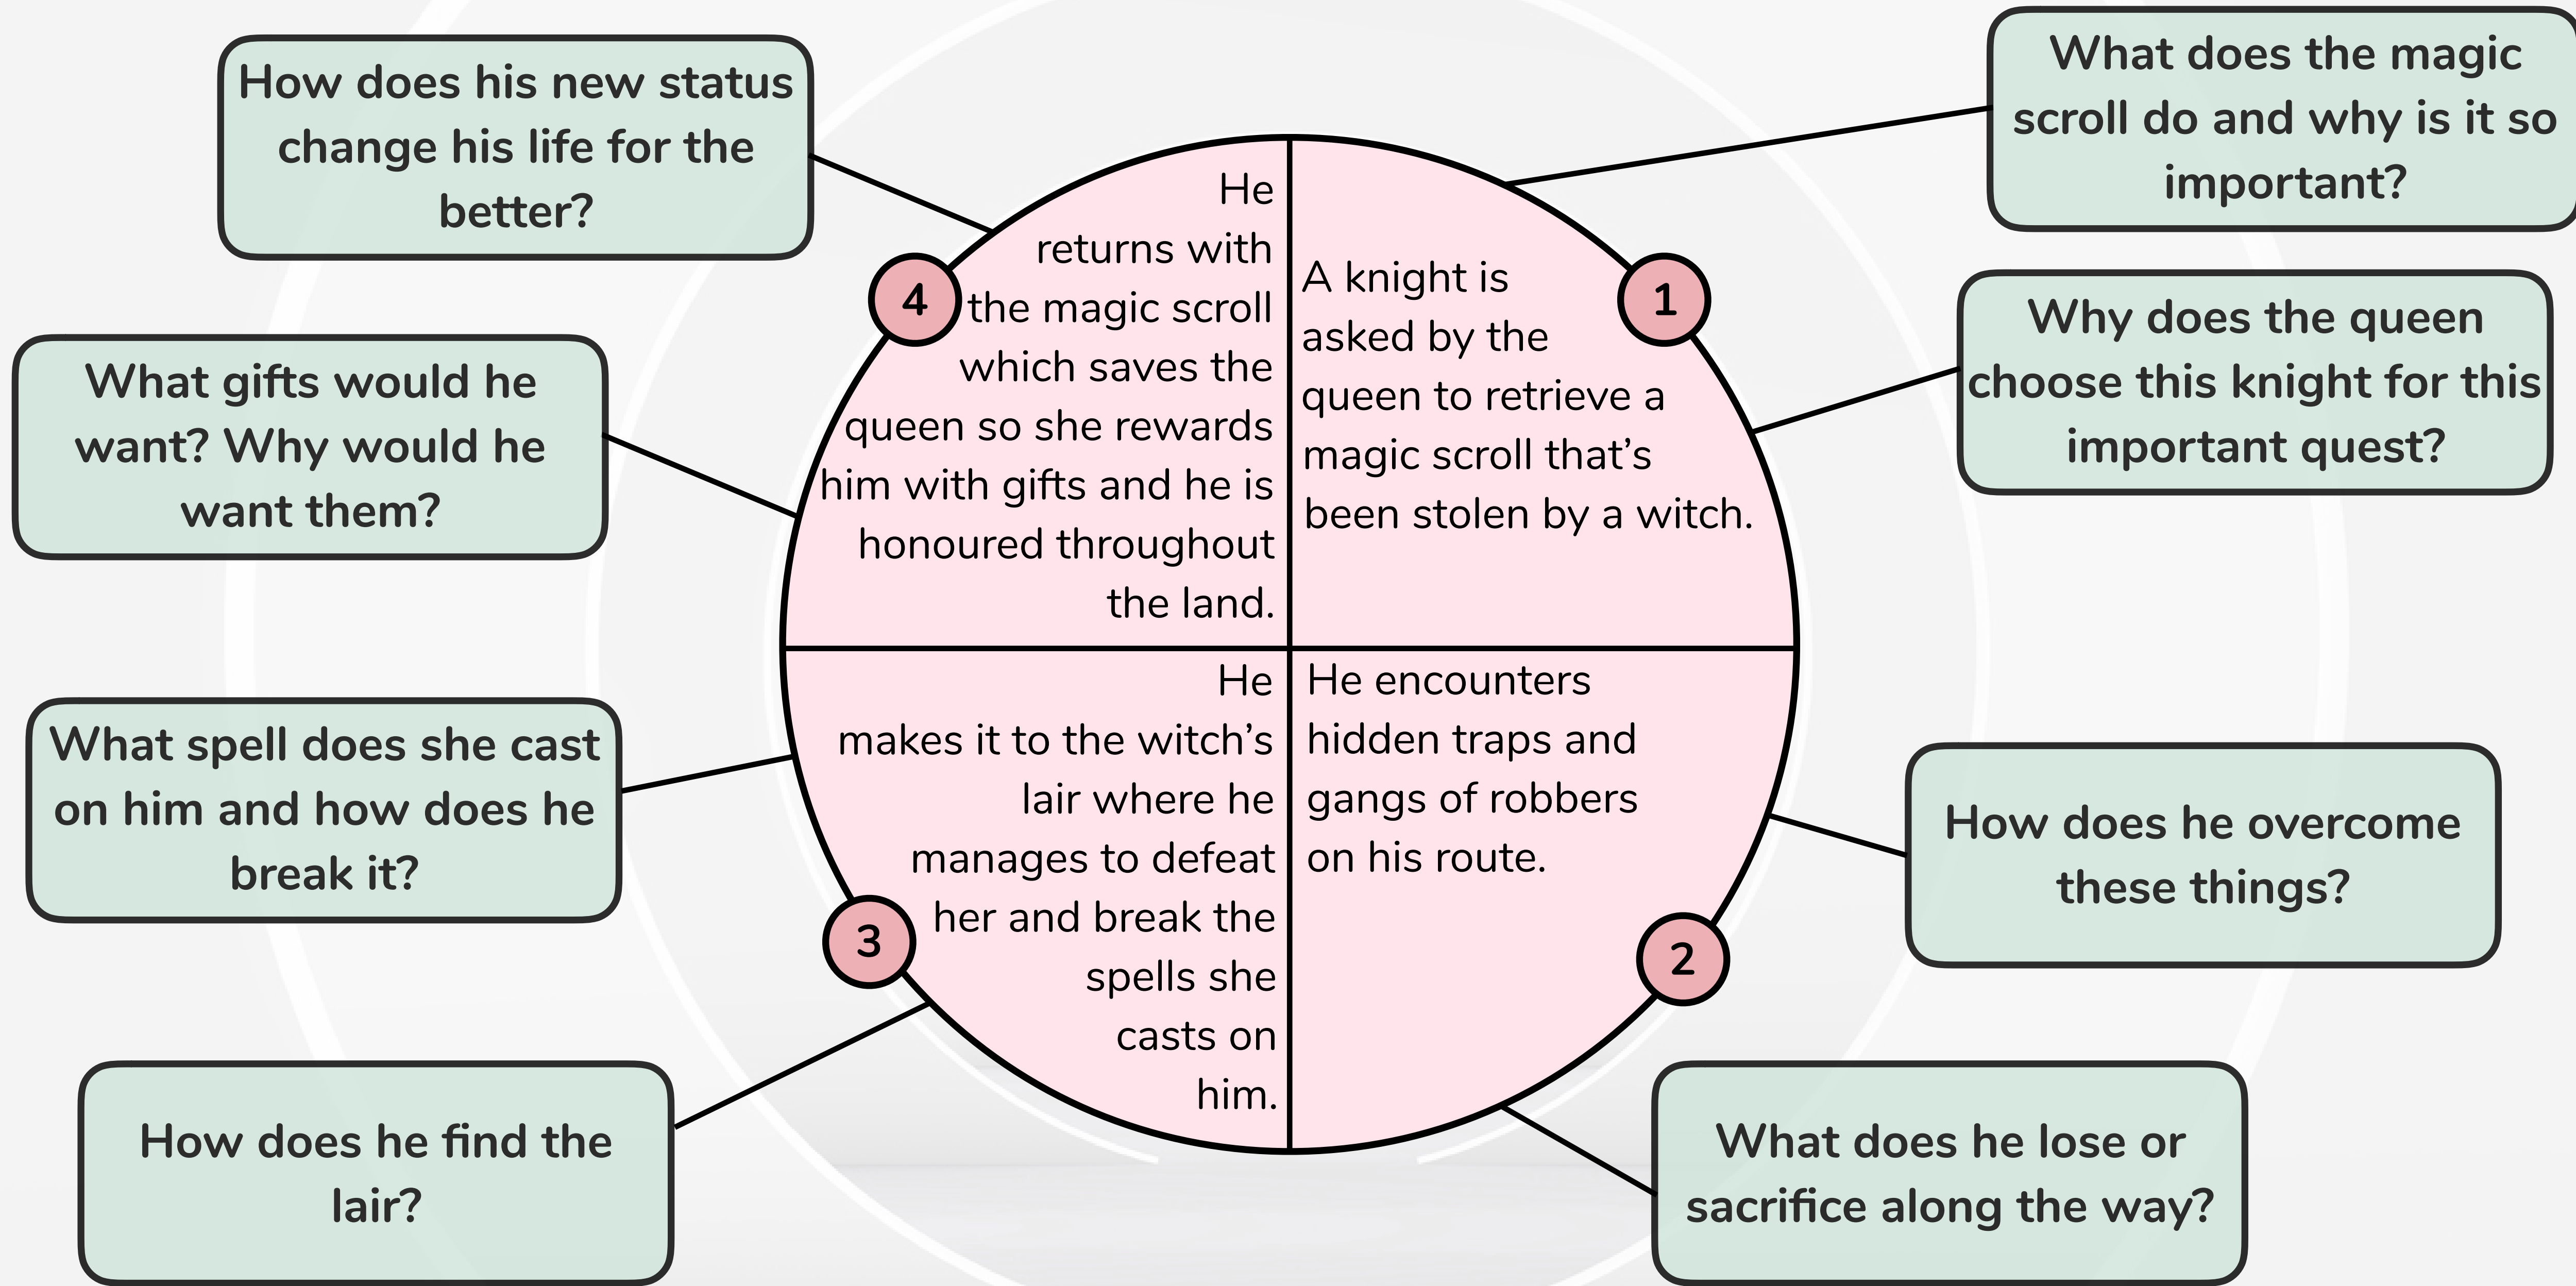 How does his new status
change his life for the
better?
What does the magic
scroll do and why is it so
important?
What gifts would he
want? Why would he
want them?
Why does the queen
choose this knight for this
important quest?
4
He
returns with
the magic scroll
which saves the
queen so she rewards
him with gifts and he is
honoured throughout
the land.
1
A knight is
asked by the
queen to retrieve a
magic scroll that’s
been stolen by a witch.
What spell does she cast
on him and how does he
break it?
3
He
makes it to the witch’s
lair where he
manages to defeat
her and break the
spells she
casts on
him.
He encounters
hidden traps and
gangs of robbers
on his route.
2
How does he overcome
these things?
How does he find the
lair?
What does he lose or
sacrifice along the way?